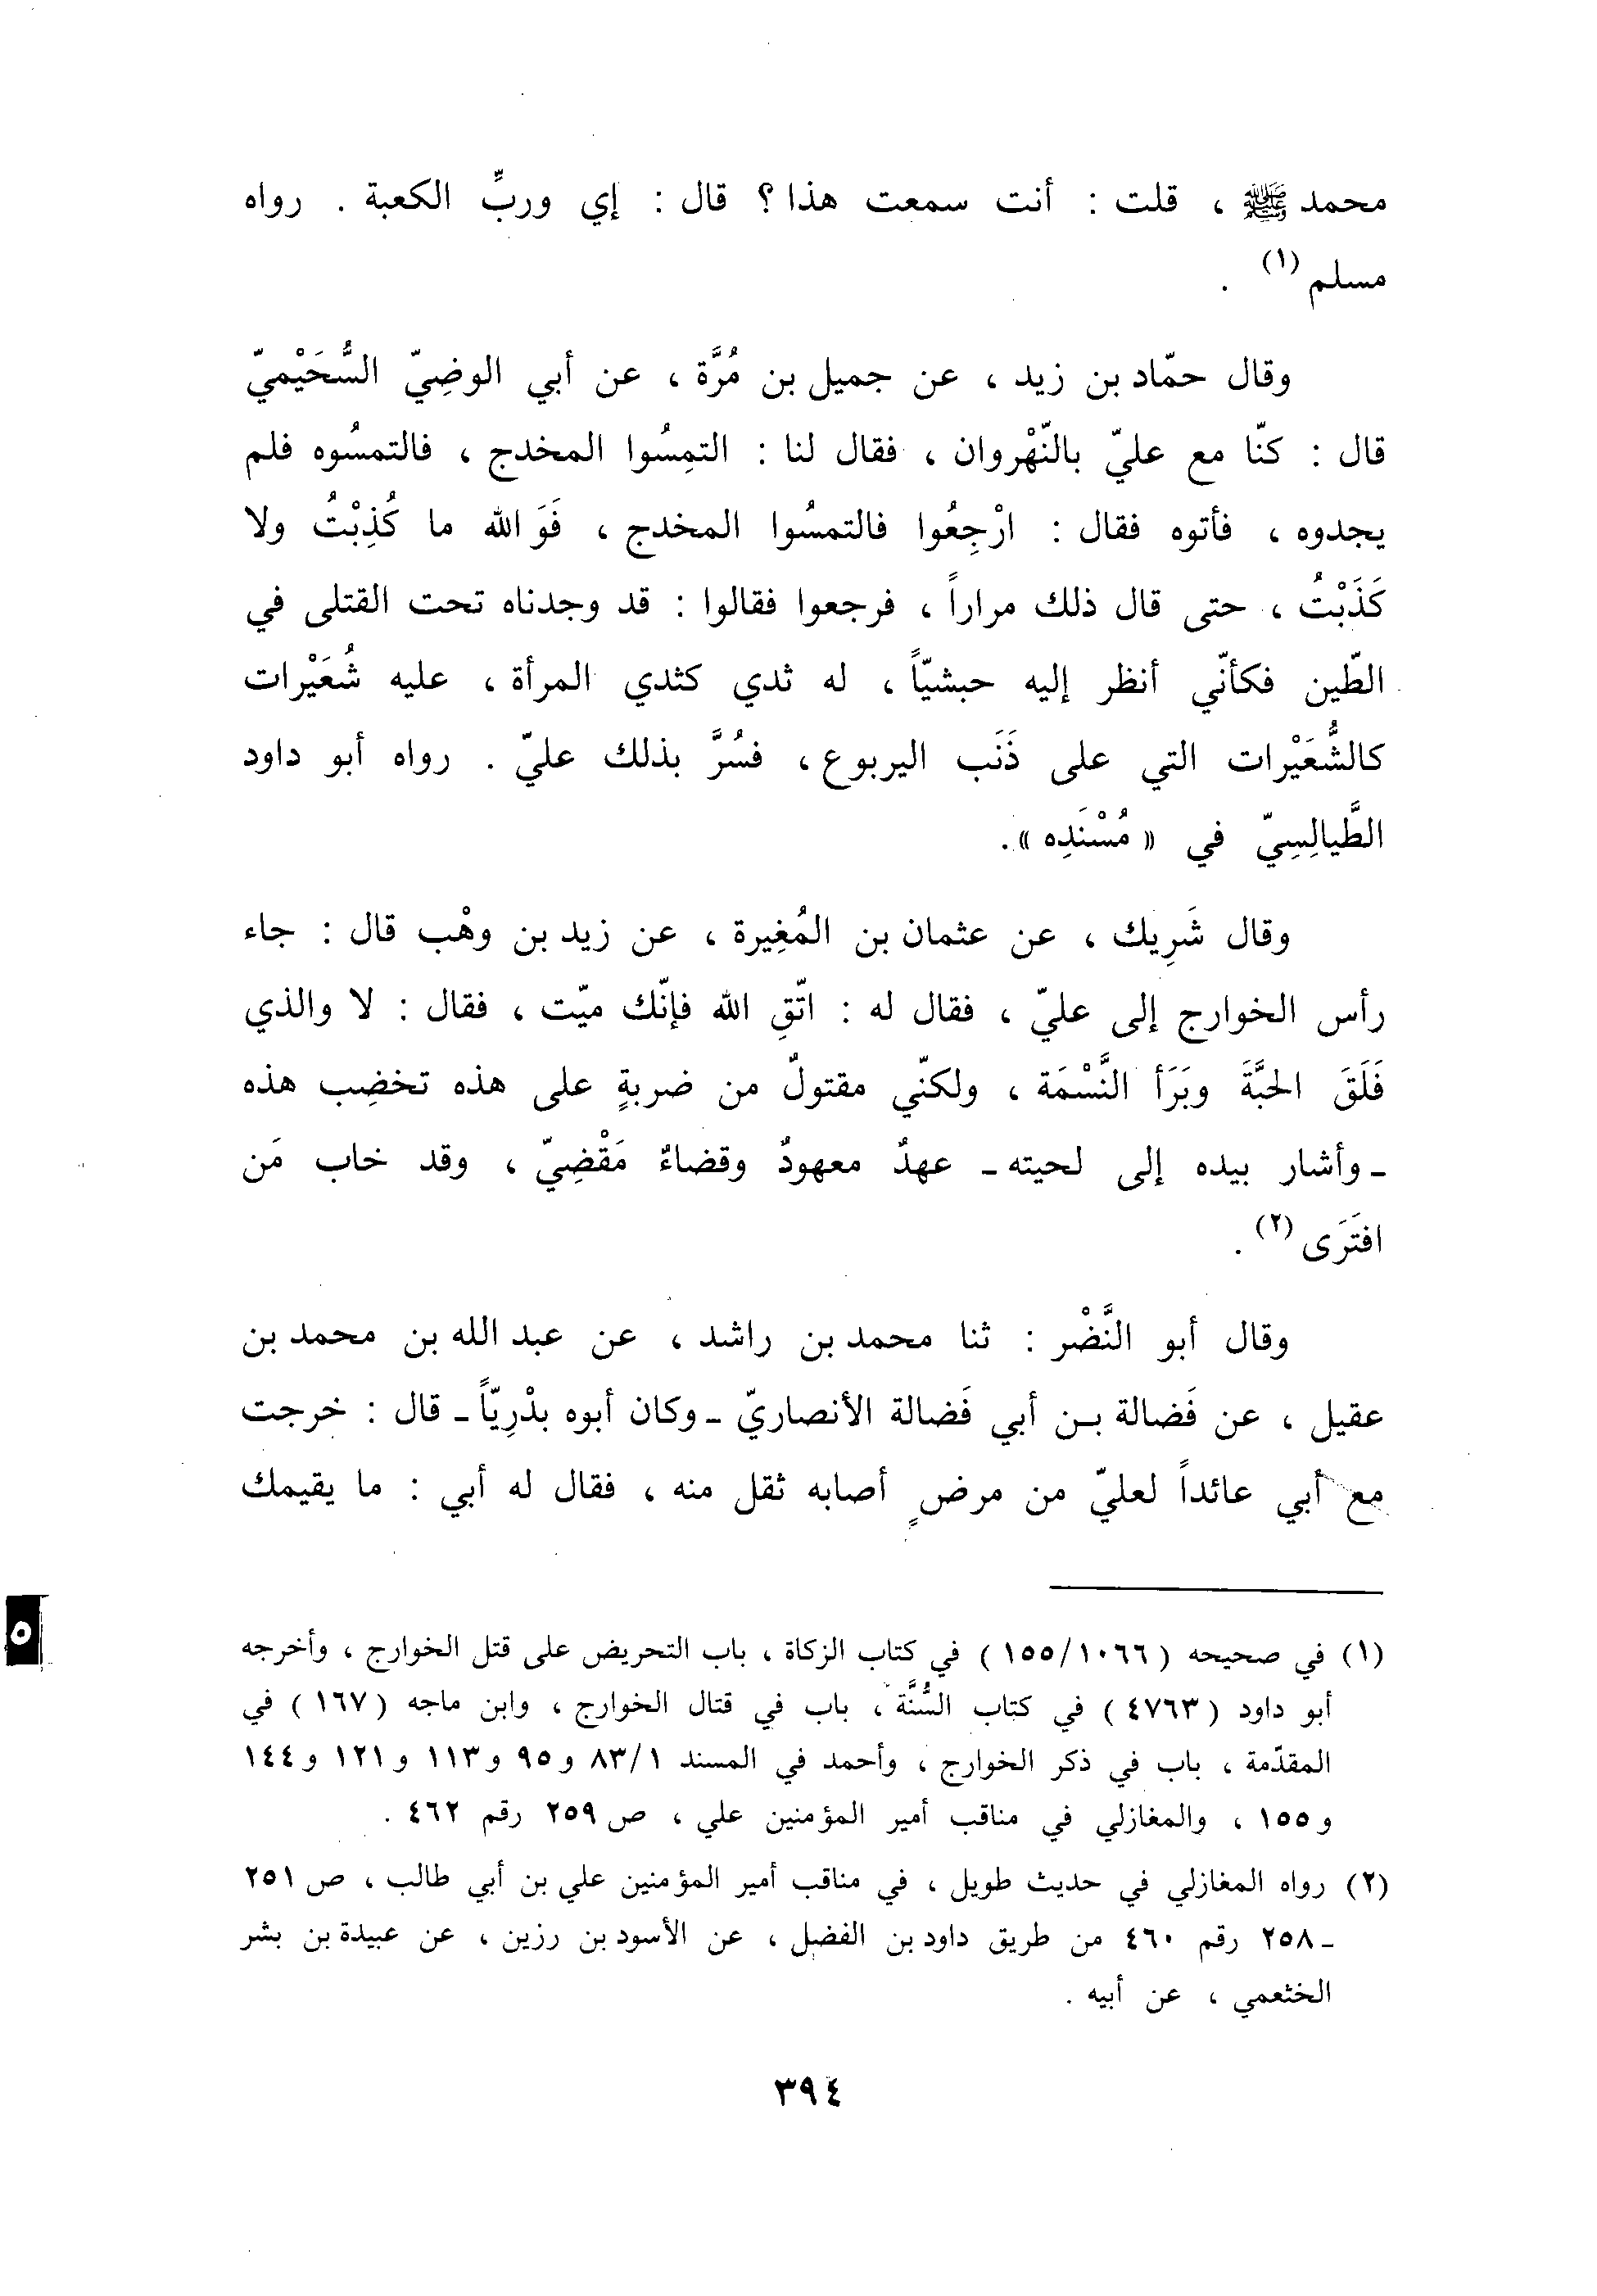 محمد ﷺ ، قلت : أنت سمعت هذا ؟ قال : إي وربِّ الكعبة . رواه
مسلم (١) .
وقال حمّاد بن زيد ، عن جميل بن مُرَّة ، عن أبي الوضِيّ السُّحَيْميّ
قال : كنّا مع عليّ بالنّهْروان ، فقال لنا : التمِسُوا المخدج ، فالتمسُوه فلم
يجدوه ، فأتوه فقال : ارْجِعُوا فالتمسُوا المخدج ، فَوَ الله ما كُذِبْتُ ولا
كَذَبْتُ ، حتى قال ذلك مراراً ، فرجعوا فقالوا : قد وجدناه تحت القتلى في
الطّين فكأنّي أنظر إليه حبشيّاً ، له ثدي كثدي المرأة ، عليه شُعَيْرات
كالشُّعَيْرات التي على ذَنَب اليربوع ، فسُرَّ بذلك عليّ . رواه أبو داود
الطَّيالِسِيّ في « مُسْنَدِه » .
وقال شَرِيك ، عن عثمان بن المُغِيرة ، عن زيد بن وهْب قال : جاء
رأس الخوارج إلى عليّ ، فقال له : اتّقِ الله فإنّك ميّت ، فقال : لا والذي
فَلَقَ الحَبَّةَ وبَرَأ النَّسْمَة ، ولكنّي مقتولٌ من ضربةٍ على هذه تخضِب هذه
ـ وأشار بيده إلى لحيته ـ عهدٌ معهودٌ وقضاءٌ مَقْضِيّ ، وقد خاب مَن
افتَرَى (٢) .
وقال أبو النَّضْر : ثنا محمد بن راشد ، عن عبد الله بن محمد بن
عقيل ، عن فَضالة بـن أبي فَضالة الأنصاريّ ـ وكان أبوه بدْرِيّاً ـ قال : خرجت
مع أبي عائداً لعليّ من مرضٍ أصابه ثقل منه ، فقال له أبي : ما يقيمك
(١) في صحيحه ( ١٥٥/١٠٦٦ ) في كتاب الزكاة ، باب التحريض على قتل الخوارج ، وأخرجه
أبو داود ( ٤٧٦٣ ) في كتاب السُّنَّة ، باب في قتال الخوارج ، وابن ماجه ( ١٦٧ ) في
المقدّمة ، باب في ذكر الخوارج ، وأحمد في المسند ٨٣/١ و ٩٥ و ١١٣ و ١٢١ و ١٤٤
و ١٥٥ ، والمغازلي في مناقب أمير المؤمنين علي ، ص ٢٥٩ رقم ٤٦٢ .
(٢) رواه المغازلي في حديث طويل ، في مناقب أمير المؤمنين علي بن أبي طالب ، ص ٢٥١
ـ ٢٥٨ رقم ٤٦٠ من طريق داود بن الفضل ، عن الأسود بن رزين ، عن عبيدة بن بشر
الخثعمي ، عن أبيه .
٥
٣٩٤